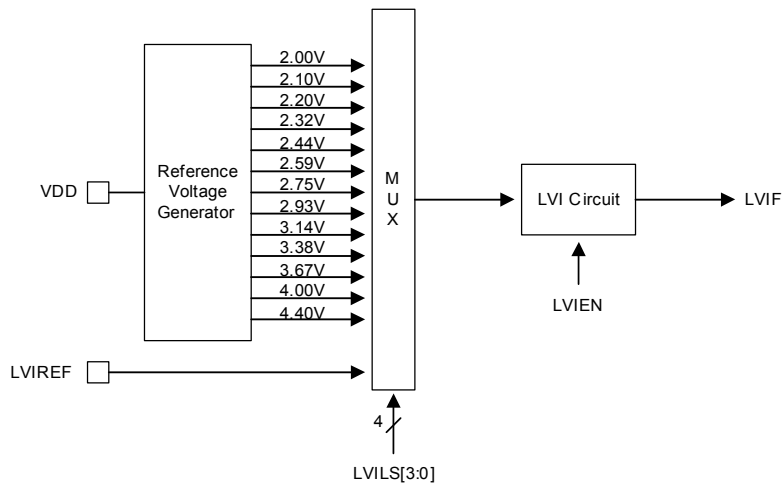 2.00V
2.10V
2.20V
2.32V
2.44V
2.59V
2.75V
2.93V
3.14V
3.38V
3.67V
4.00V
4.40V
VDD
Reference
Voltage
Generator
M
U
X
LVI Circuit
LVIF
LVIEN
LVIREF
4
LVILS[3:0]